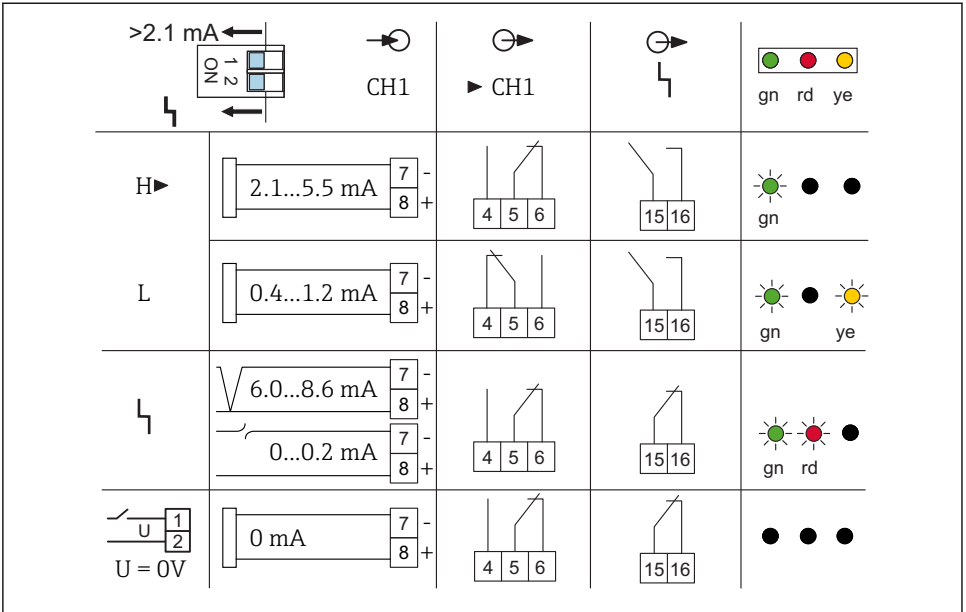 >2.1 mA
1 2
ON
CH1
► CH1
gn rd ye
H►
2.1...5.5 mA
7 -
8 +
4 5 6
15 16
gn
L
0.4...1.2 mA
7 -
8 +
4 5 6
15 16
gn ye
6.0...8.6 mA
7 -
8 +
0...0.2 mA
7 -
8 +
4 5 6
15 16
gn rd
U
1
2
U = 0V
0 mA
7 -
8 +
4 5 6
15 16